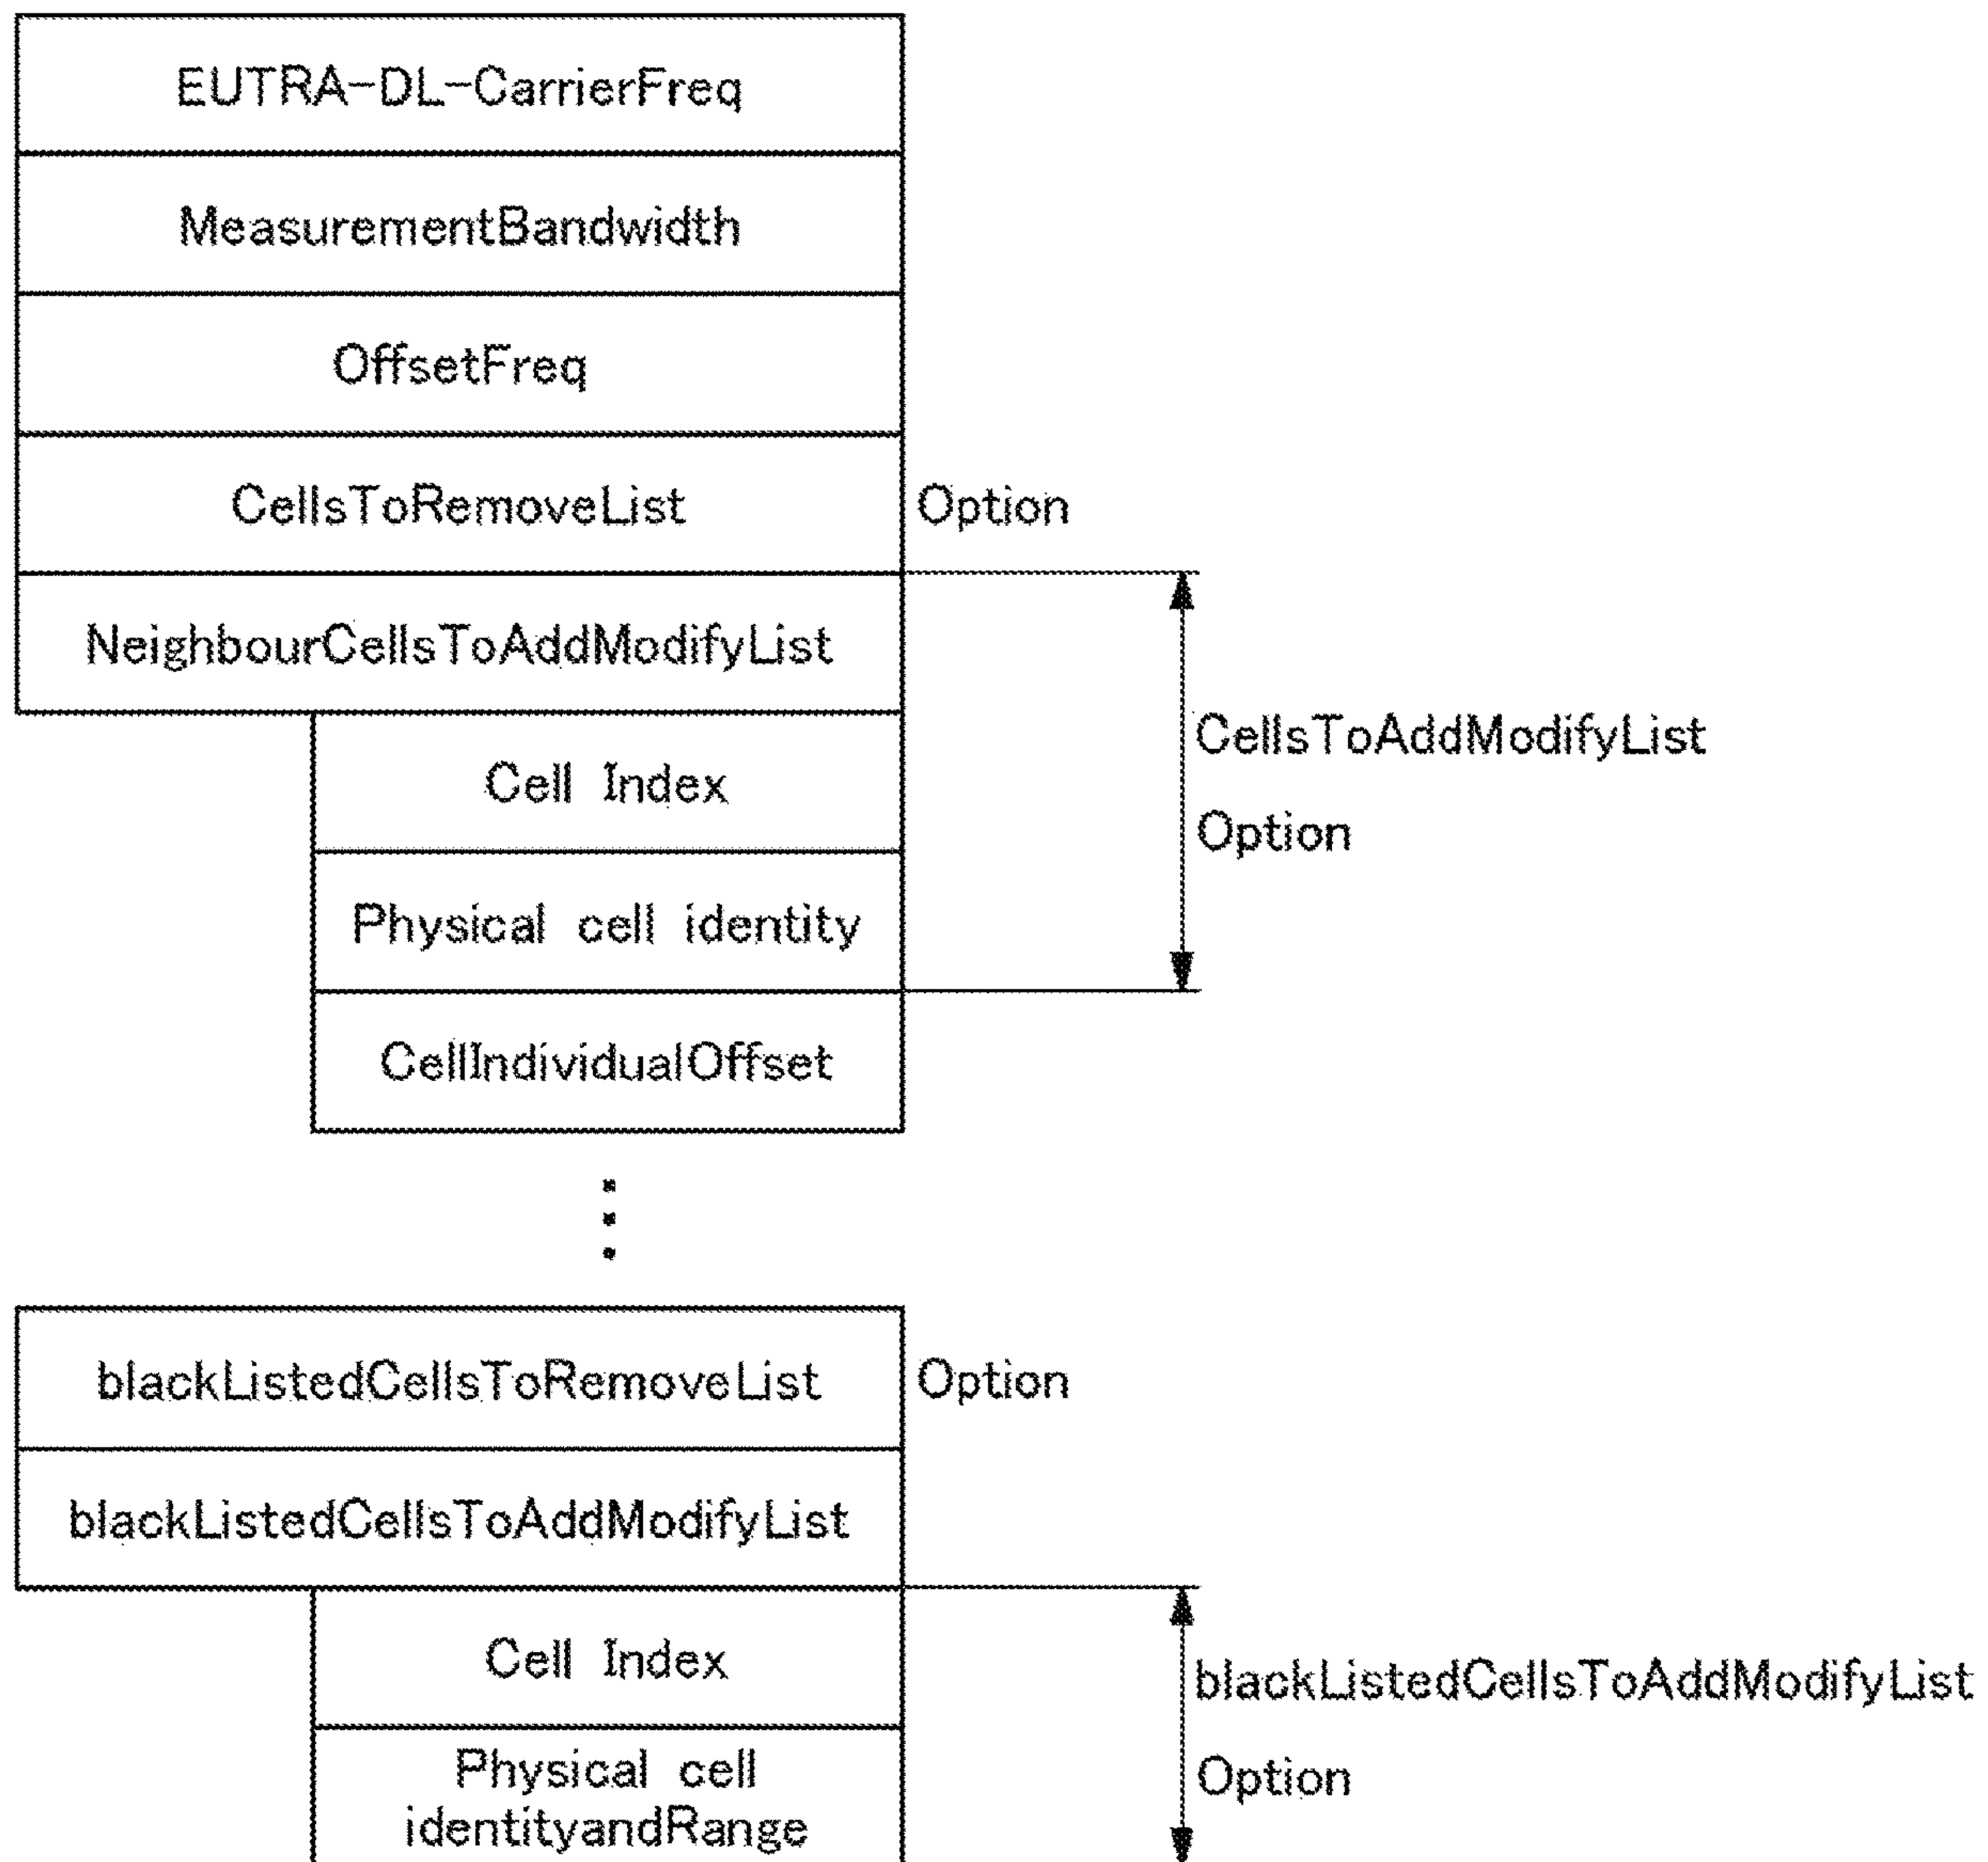 EUTRA-DL-CarrierFreq
MeasurementBandwidth
OffsetFreq
CellsToRemoveList
Option
NeighbourCellsToAddModifyList
Cell Index
CellsToAddModifyList
Option
Physical cell identity
CellIndividualOffset
blackListedCellsToRemoveList
Option
blackListedCellsToAddModifyList
Cell Index
blackListedCellsToAddModifyList
Option
Physical cell
identityandRange